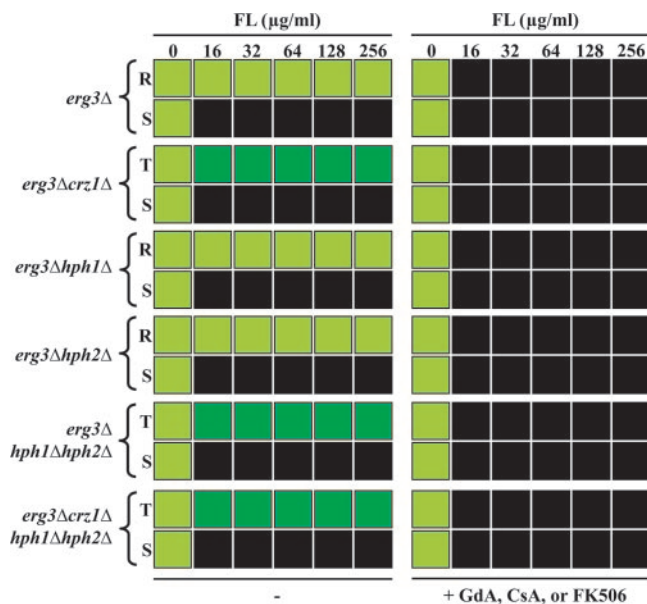 FL (µg/ml) FL (µg/ml)
0 16 32 64 128 256 0 16 32 64 128 256
R
erg3Δ
S
T
erg3Δcrz1Δ
S
R
erg3Δhph1Δ
S
R
erg3Δhph2Δ
S
T
erg3Δ
hph1Δhph2Δ
S
T
erg3Δcrz1Δ
hph1Δhph2Δ
S
- + GdA, CsA, or FK506